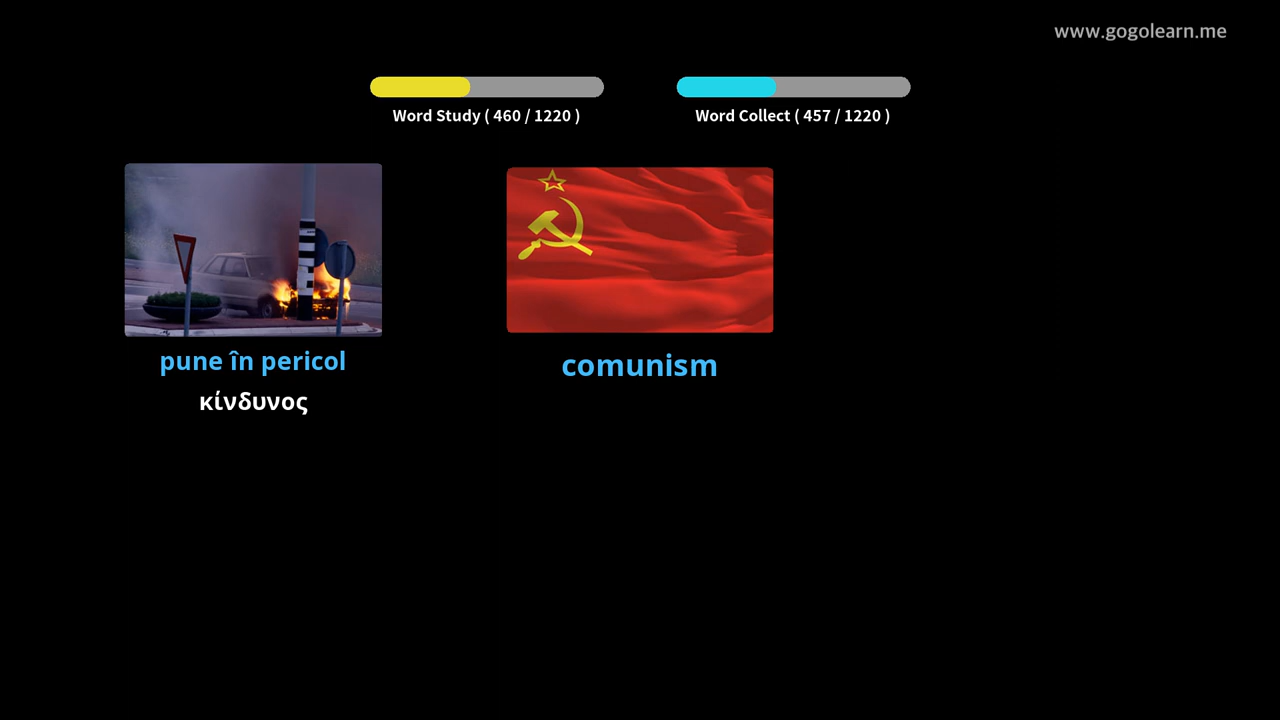 www.gogolearn.me
Word Study ( 460 / 1220 )
Word Collect ( 457 / 1220 )
pune în pericol
κίνδυνος
comunism